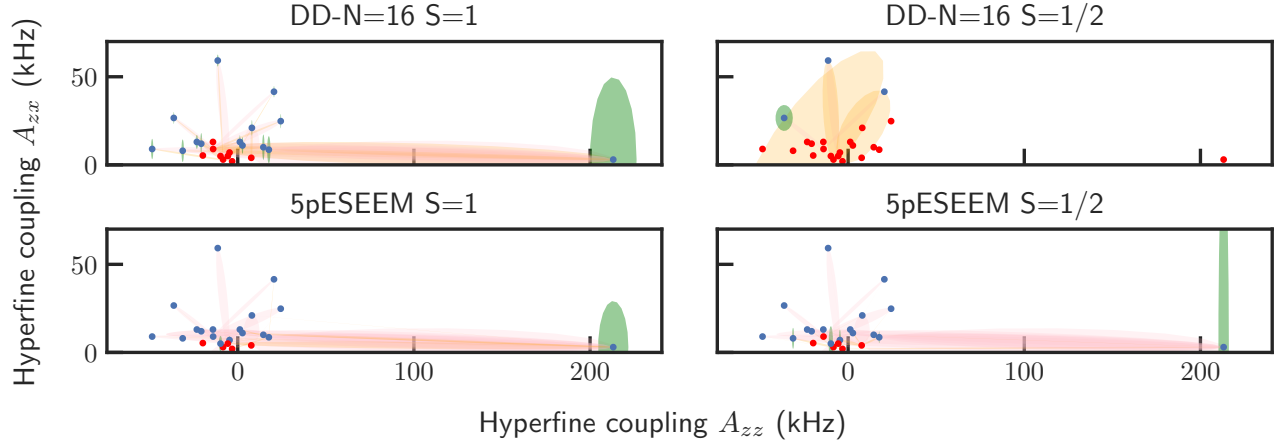 DD-N=16 S=1
DD-N=16 S=1/2
50
0
5pESEEM S=1
5pESEEM S=1/2
50
0
0
100
200
0
100
200
Hyperfine coupling A_{zx} (kHz)
Hyperfine coupling A_{zz} (kHz)